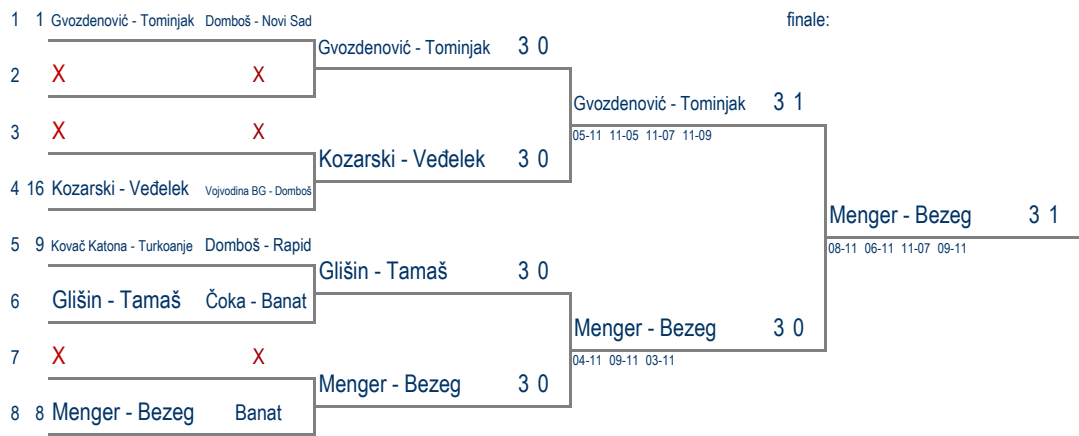 1 1 Gvozdenović - Tominjak Domboš - Novi Sad finale:
Gvozdenović - Tominjak 3 0
2 X X
Gvozdenović - Tominjak 3 1
3 X X
05-11 11-05 11-07 11-09
Kozarski - Veđelek 3 0
4 16 Kozarski - Veđelek Vojvodina BG - Domboš
Menger - Bezeg 3 1
5 9 Kovač Katona - Turkoanje Domboš - Rapid
08-11 06-11 11-07 09-11
Glišin - Tamaš 3 0
6 Glišin - Tamaš Čoka - Banat
Menger - Bezeg 3 0
7 X X
04-11 09-11 03-11
Menger - Bezeg 3 0
8 8 Menger - Bezeg Banat